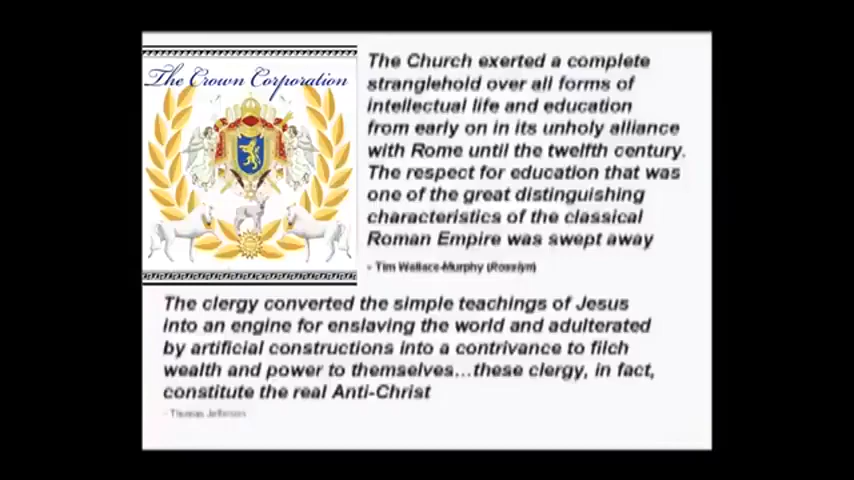 The Crown Corporation
The Church exerted a complete
stranglehold over all forms of
intellectual life and education
from early on in its unholy alliance
with Rome until the twelfth century.
The respect for education that was
one of the great distinguishing
characteristics of the classical
Roman Empire was swept away
- Tim Wallace-Murphy (Rosslyn)
The clergy converted the simple teachings of Jesus
into an engine for enslaving the world and adulterated
by artificial constructions into a contrivance to filch
wealth and power to themselves...these clergy, in fact,
constitute the real Anti-Christ
- Thomas Jefferson